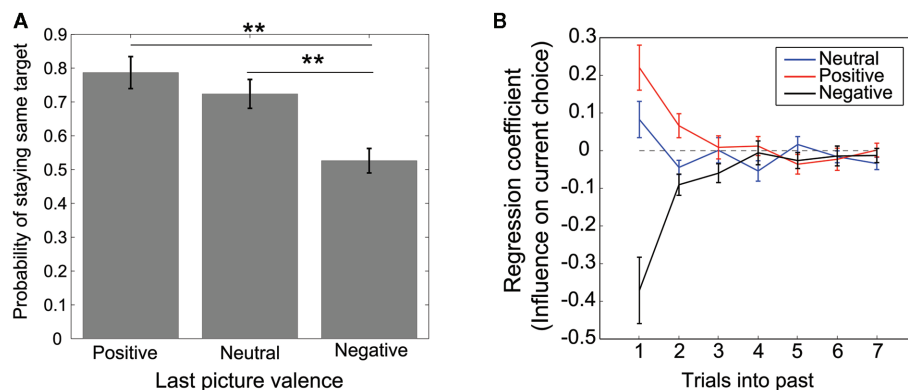 A
**
**
0.9
0.8
0.7
0.6
0.5
0.4
0.3
0.2
0.1
0
Probability of staying same target
Positive Neutral Negative
Last picture valence
B
0.3
0.2
0.1
0
-0.1
-0.2
-0.3
-0.4
-0.5
Regression coefficient
(Influence on current choice)
Neutral
Positive
Negative
1 2 3 4 5 6 7
Trials into past